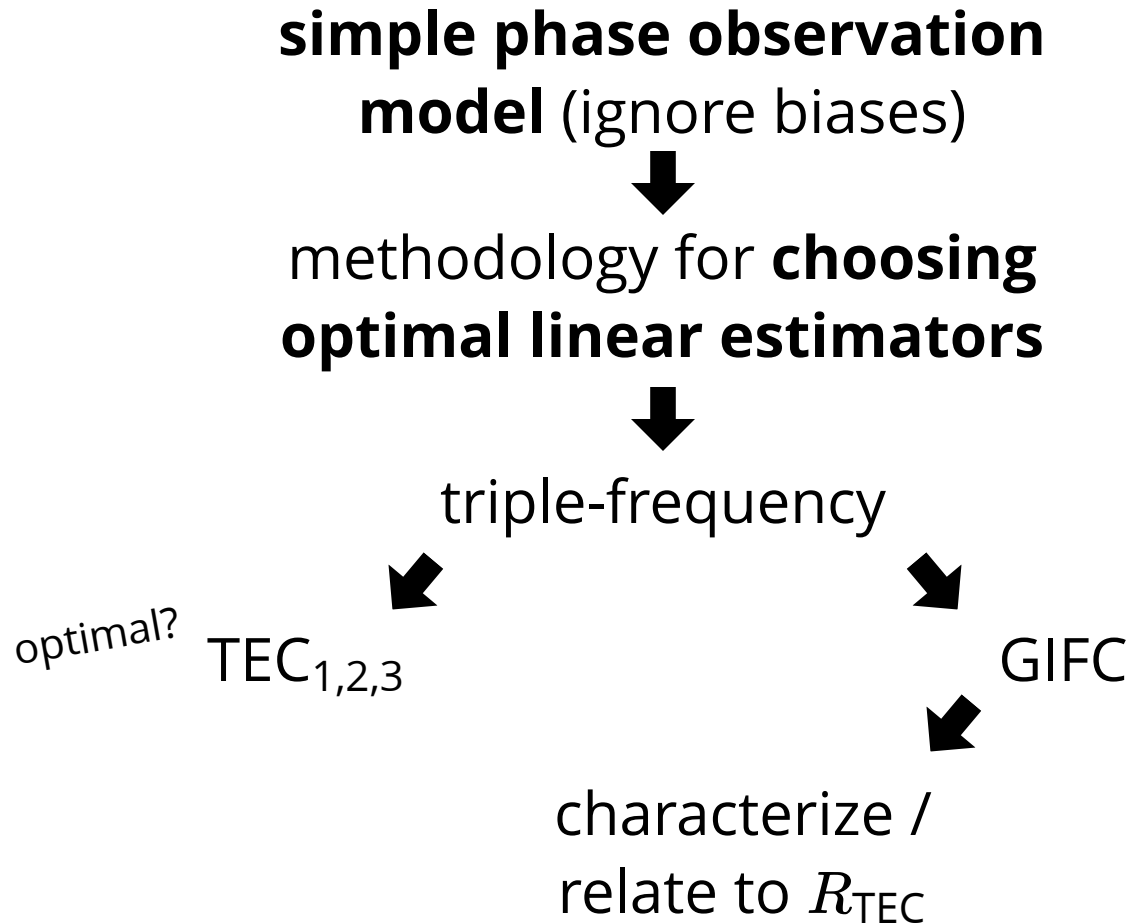 simple phase observation
model (ignore biases)
methodology for choosing
optimal linear estimators
triple-frequency
optimal?
TEC1,2,3
GIFC
characterize /
relate to RTEC